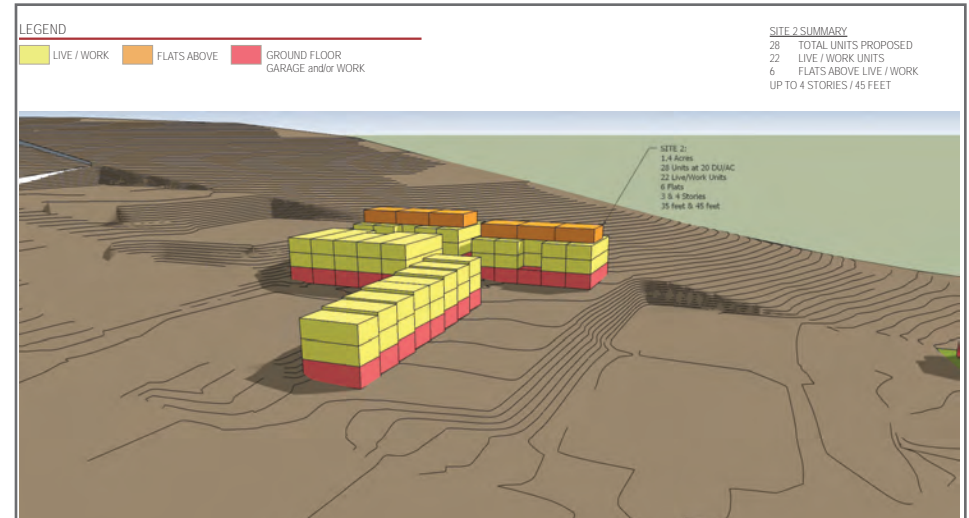 LEGEND
LIVE / WORK
FLATS ABOVE
GROUND FLOOR
GARAGE and/or WORK
SITE 2 SUMMARY
28 TOTAL UNITS PROPOSED
22 LIVE / WORK UNITS
6 FLATS ABOVE LIVE / WORK
UP TO 4 STORIES / 45 FEET
SITE 2:
1.4 Acres
28 Units at 20 DU/AC
22 Live/Work Units
6 Flats
3 & 4 Stories
35 feet & 45 feet